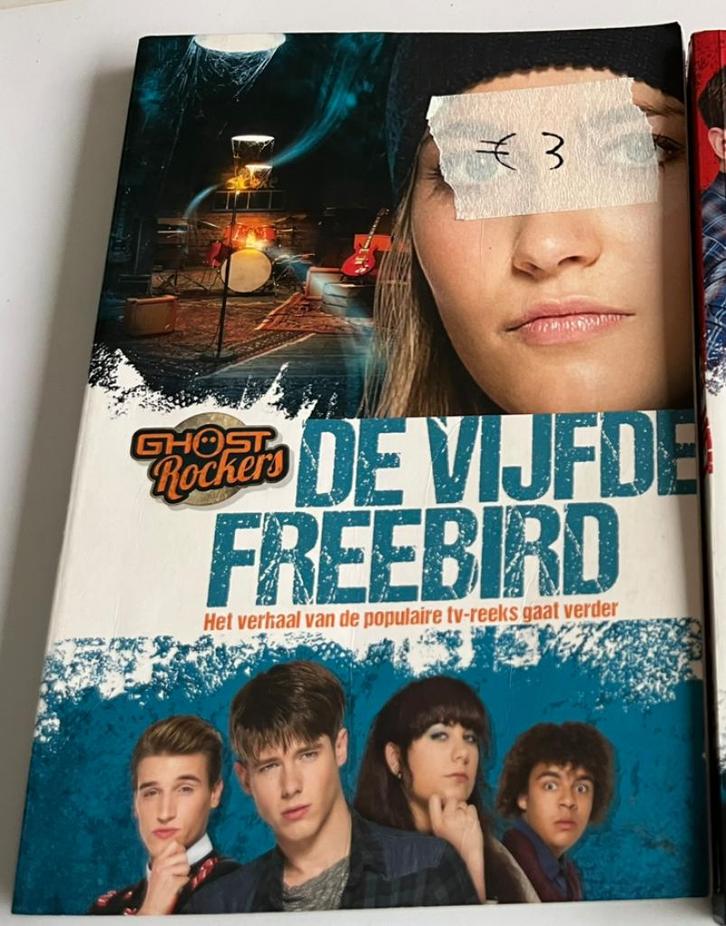 € 3
GHOST
Rockers
DE VIJFDE
FREEBIRD
Het verhaal van de populaire tv-reeks gaat verder